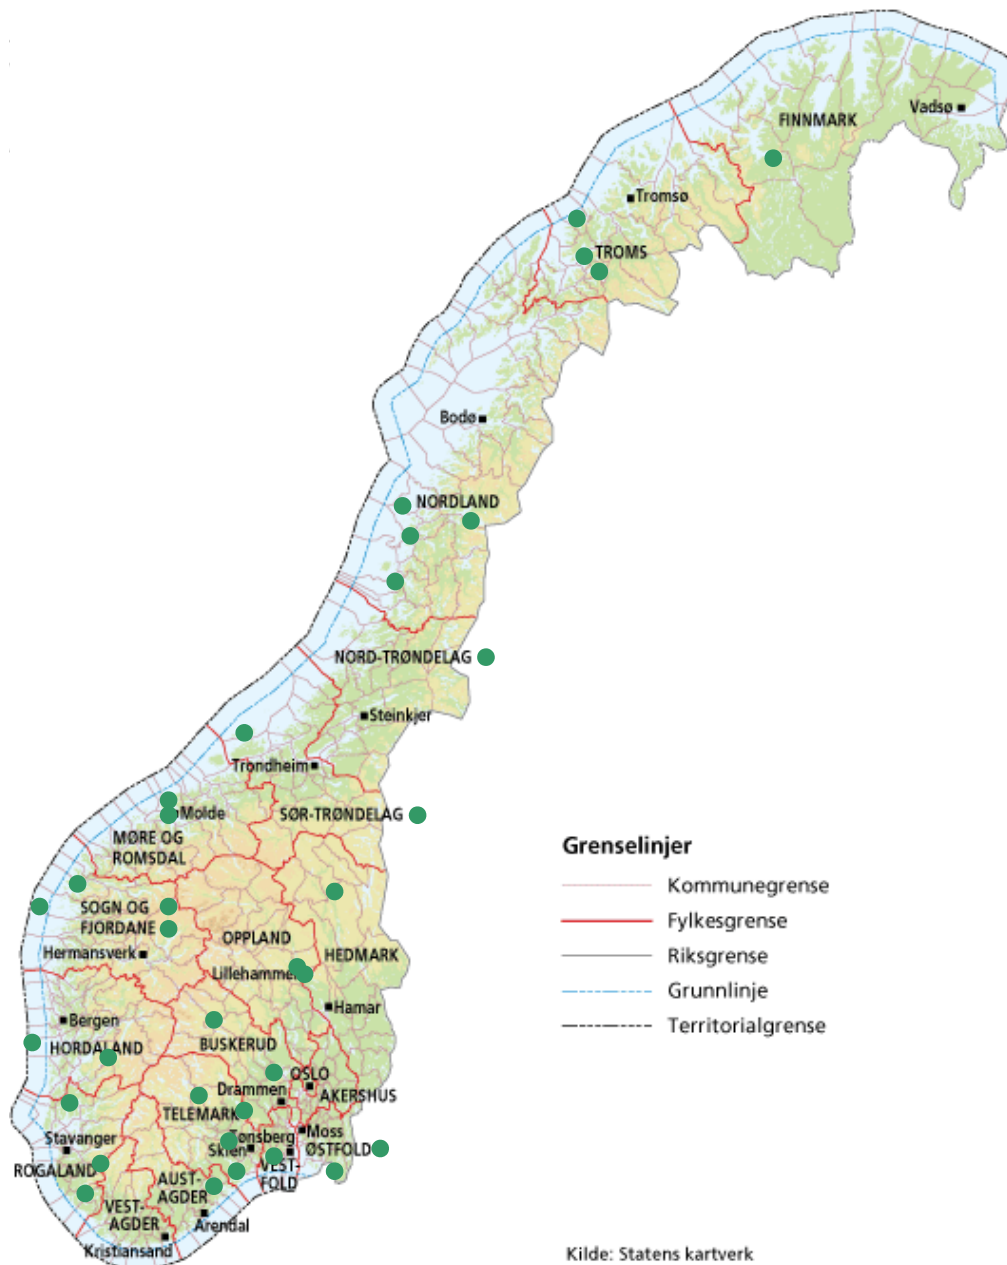 Vadsø
FINNMARK
Tromsø
TROMS
Bodø
NORDLAND
NORD-TRØNDELAG
Steinkjer
Trondheim
Molde
SØR-TRØNDELAG
MØRE OG
ROMSDAL
SOGN OG
FJORDANE
OPPLAND
HEDMARK
Hermansverk
Lillehammer
Hamar
Bergen
HORDALAND
BUSKERUD
OSLO
Drammen
AKERSHUS
TELEMARK
Stavanger
Tønsberg
Moss
Skien
ØSTFOLD
ROGALAND
VEST-
FOLD
AUST-
AGDER
VEST-
AGDER
Arendal
Kristiansand
Grenselinjer
Kommunegrense
Fylkesgrense
Riksgrense
Grunnlinje
Territorialgrense
Kilde: Statens kartverk